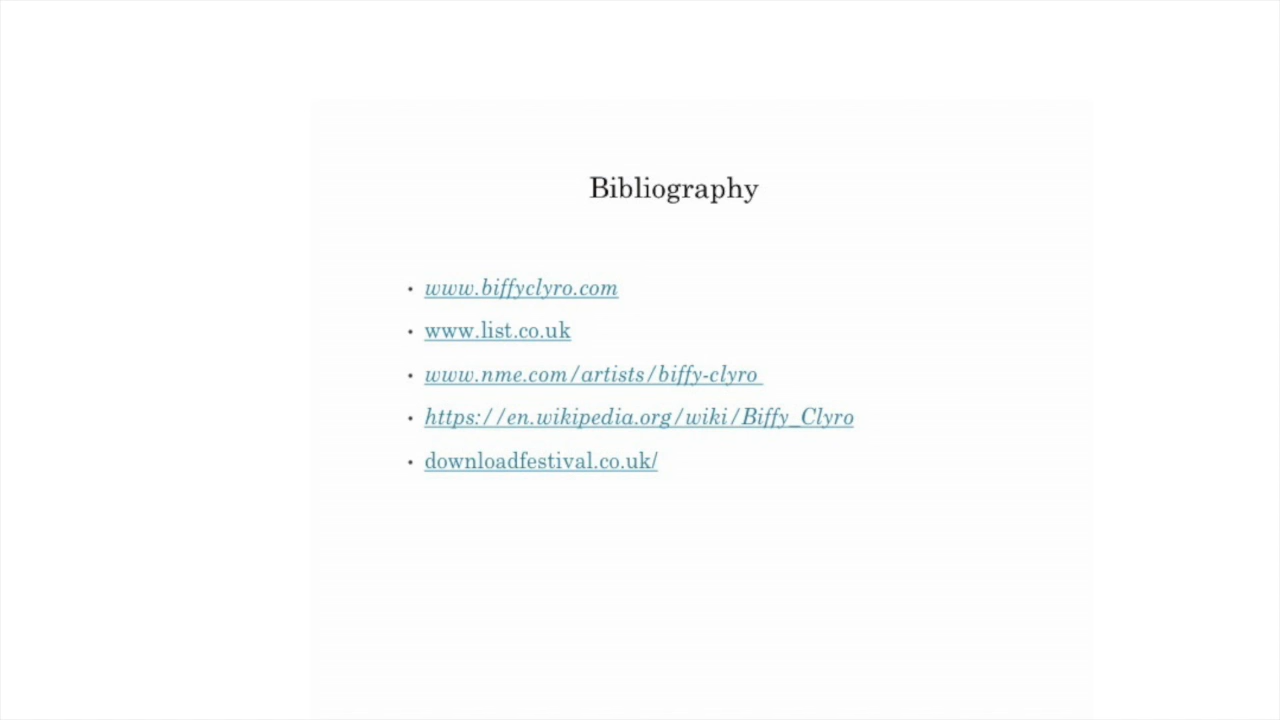 Bibliography
• www.biffyclyro.com
• www.list.co.uk
• www.nme.com/artists/biffy-clyro
• https://en.wikipedia.org/wiki/Biffy_Clyro
• downloadfestival.co.uk/